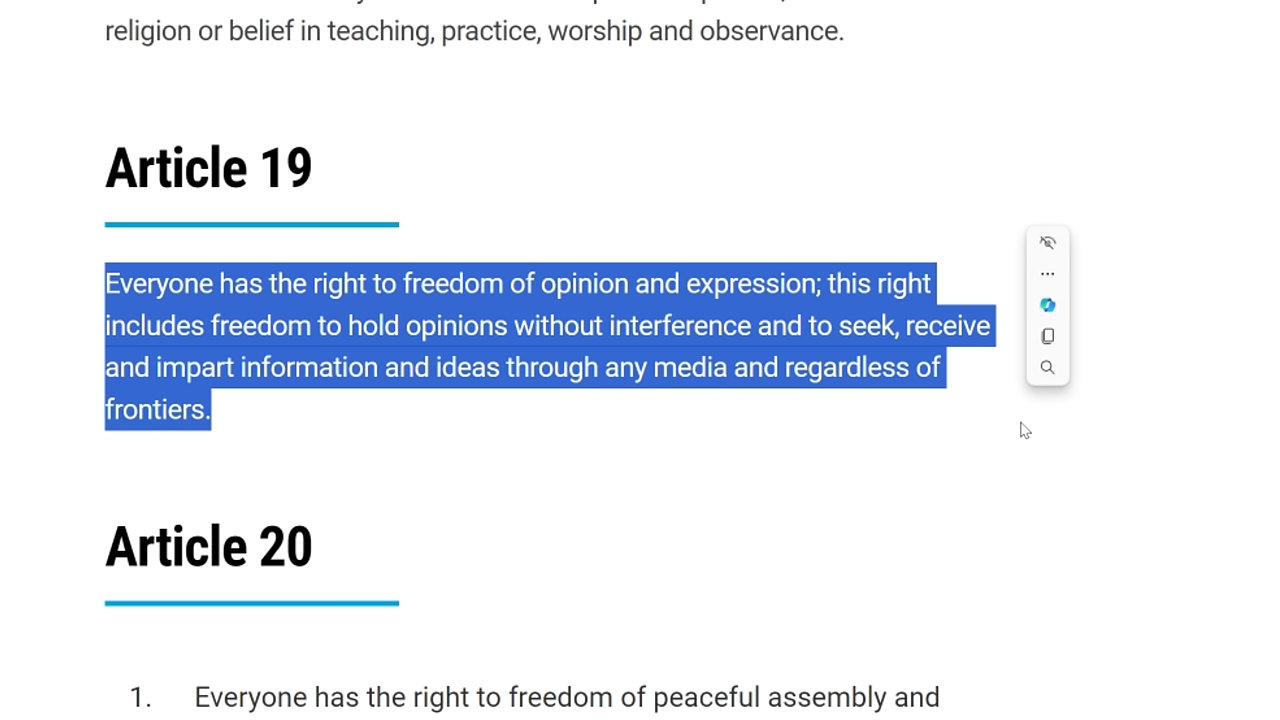 religion or belief in teaching, practice, worship and observance.
Article 19
Everyone has the right to freedom of opinion and expression; this right
includes freedom to hold opinions without interference and to seek, receive
and impart information and ideas through any media and regardless of
frontiers.
Article 20
1. Everyone has the right to freedom of peaceful assembly and